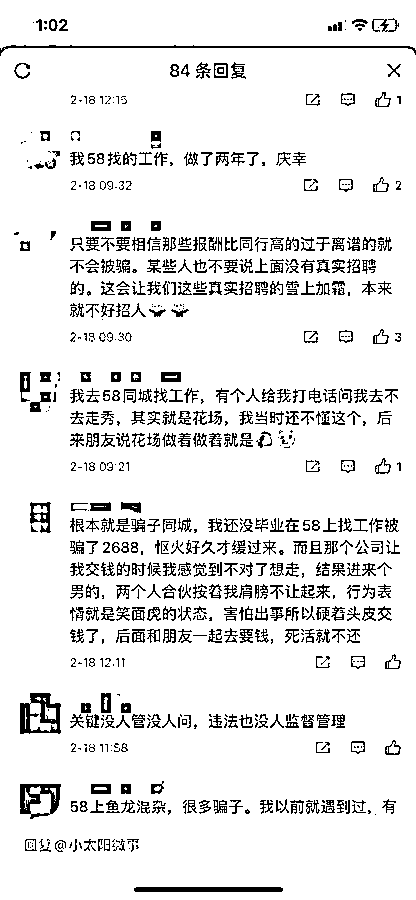 1:02
84 条回复
2-18 12:15
1
我58找的工作，做了两年了，庆幸
2-18 09:32
2
只要不要相信那些报酬比同行高的过于离谱的就
不会被骗。某些人也不要说上面没有真实招聘
的。这会让我们这些真实招聘的雪上加霜，本来
就不好招人
2-18 09:30
3
我去58同城找工作，有个人给我打电话问我去不
去走秀，其实就是花场，我当时还不懂这个，后
来朋友说花场做着做着就是
2-18 09:21
1
根本就是骗子同城，我还没毕业在58上找工作被
骗了2688，怄火好久才缓过来。而且那个公司让
我交钱的时候我感觉到不对了想走，结果进来个
男的，两个人合伙按着我肩膀不让起来，行为表
情就是笑面虎的状态，害怕出事所以硬着头皮交
钱了，后面和朋友一起去要钱，死活就不还
2-18 12:11
关键没人管没人问，违法也没人监督管理
2-18 11:58
58上鱼龙混杂，很多骗子。我以前就遇到过，有
回复@小太阳微事